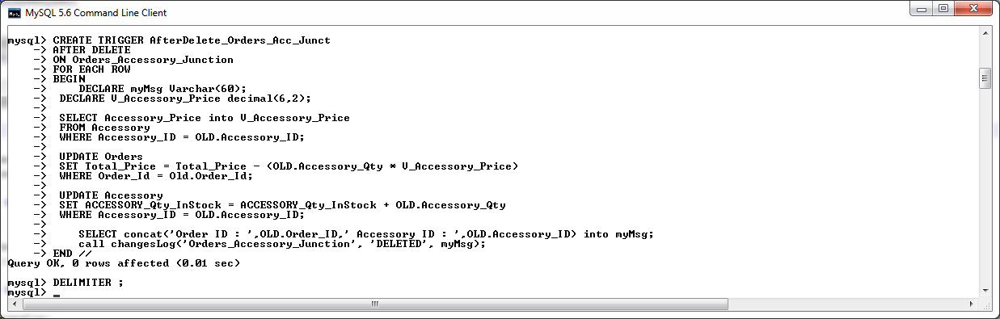 MySQL 5.6 Command Line Client
mysql> CREATE TRIGGER AfterDelete_Orders_Acc_Junct
    -> AFTER DELETE
    -> ON Orders_Accessory_Junction
    -> FOR EACH ROW
    -> BEGIN
    ->     DECLARE myMsg Varchar(60);
    ->  DECLARE V_Accessory_Price decimal(6,2);
    ->
    ->  SELECT Accessory_Price into V_Accessory_Price
    ->  FROM Accessory
    ->  WHERE Accessory_ID = OLD.Accessory_ID;
    ->
    ->  UPDATE Orders
    ->  SET Total_Price = Total_Price - (OLD.Accessory_Qty * V_Accessory_Price)
    ->  WHERE Order_Id = Old.Order_Id;
    ->
    ->  UPDATE Accessory
    ->  SET ACCESSORY_Qty_InStock = ACCESSORY_Qty_InStock + OLD.Accessory_Qty
    ->  WHERE Accessory_ID = OLD.Accessory_ID;
    ->
    ->     SELECT concat('Order ID : ',OLD.Order_ID,' Accessory ID : ',OLD.Accessory_ID) into myMsg;
    ->     call changesLog('Orders_Accessory_Junction', 'DELETED', myMsg);
    -> END //
Query OK, 0 rows affected (0.01 sec)
mysql> DELIMITER ;
mysql> _